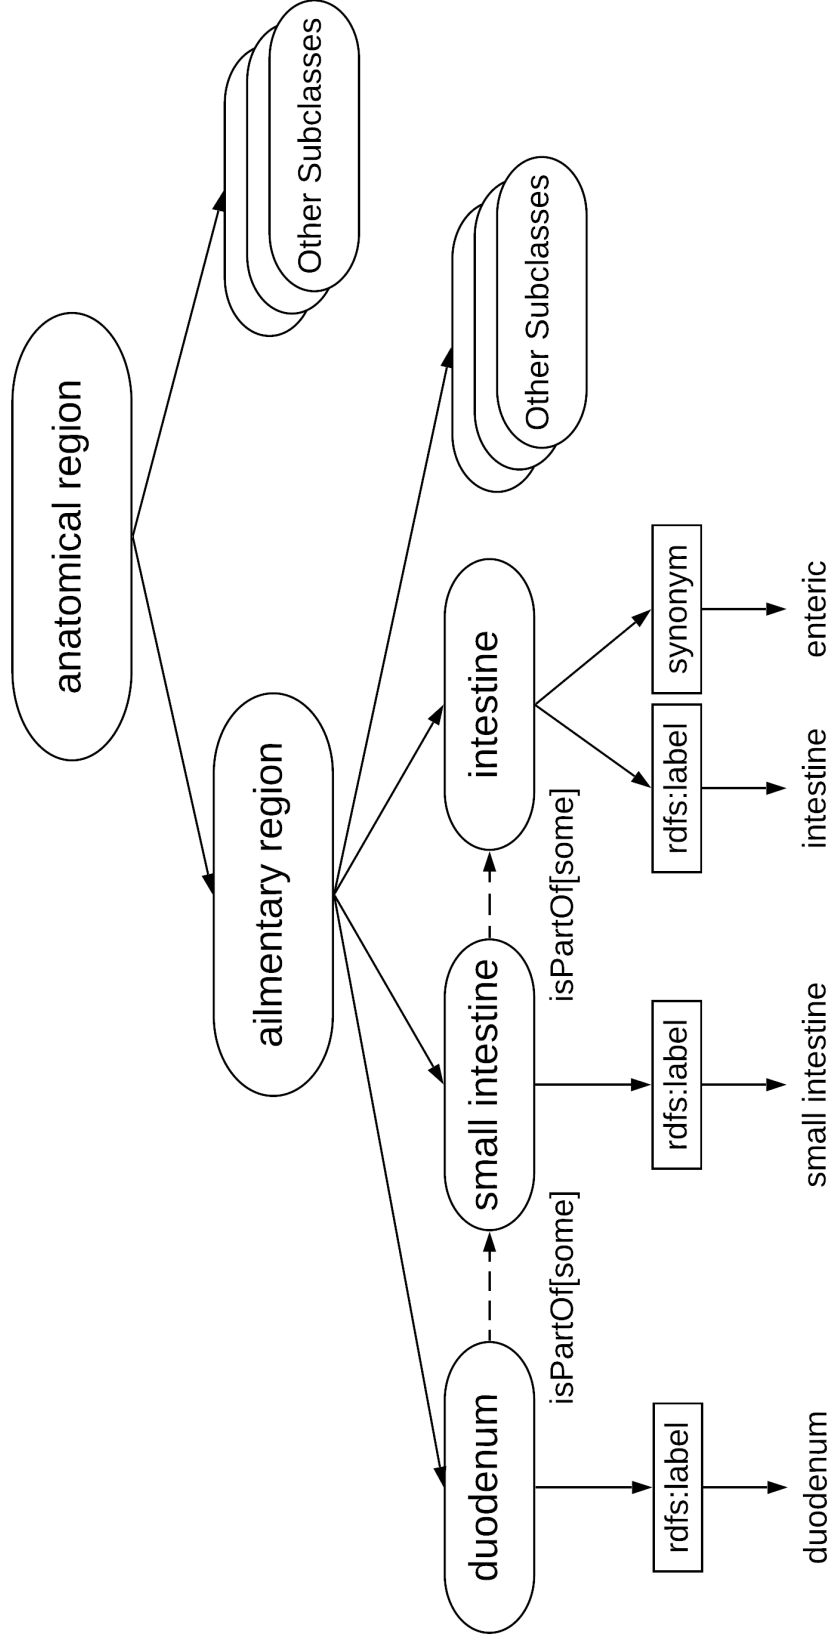 anatomical region
ailmentary region
Other Subclasses
duodenum
small intestine
intestine
Other Subclasses
isPartOf[some]
isPartOf[some]
rdfs:label
rdfs:label
rdfs:label
synonym
duodenum
small intestine
intestine
enteric